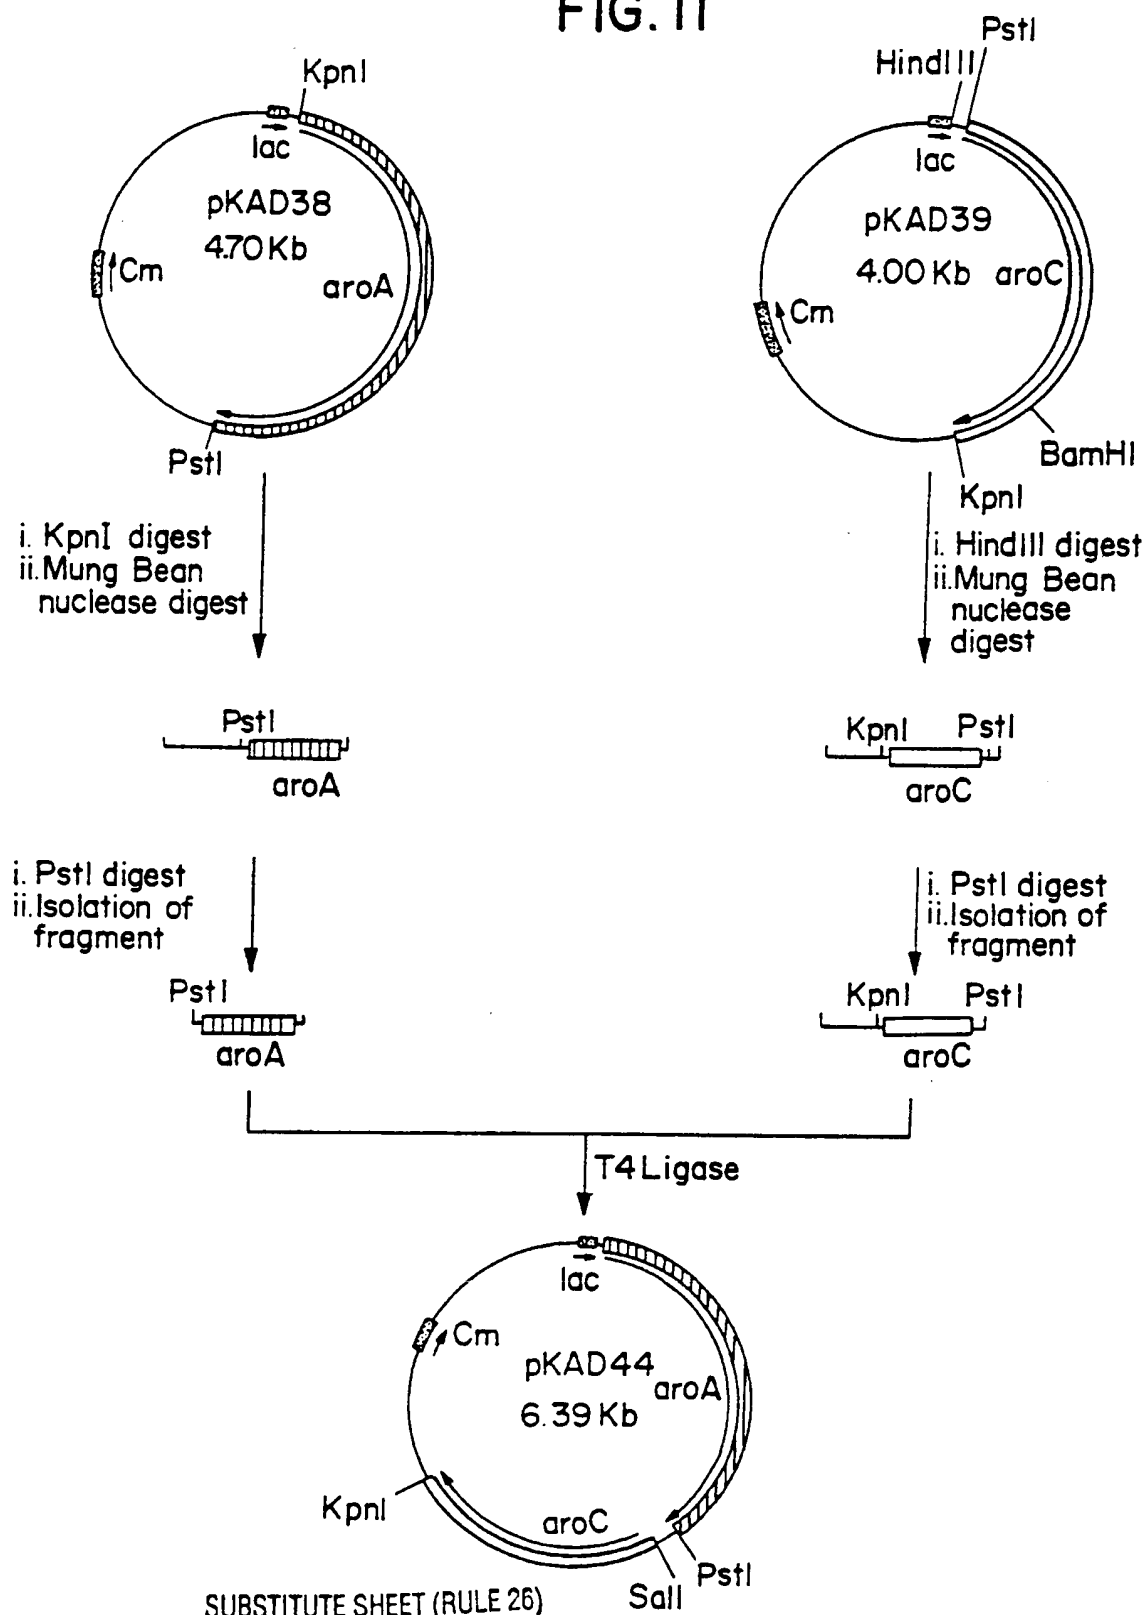 FIG. 11
KpnI
lac
pKAD38
4.70 Kb
Cm
aroA
PstI
HindIII
PstI
lac
pKAD39
4.00 Kb
aroC
Cm
BamHI
KpnI
i. KpnI digest
ii. Mung Bean
nuclease digest
i. HindIII digest
ii. Mung Bean
nuclease
digest
PstI
aroA
KpnI
PstI
aroC
i. PstI digest
ii. Isolation of
fragment
i. PstI digest
ii. Isolation of
fragment
PstI
aroA
KpnI
PstI
aroC
T4 Ligase
lac
Cm
pKAD44
aroA
6.39 Kb
KpnI
aroC
PstI
SalI
SUBSTITUTE SHEET (RULE 26)